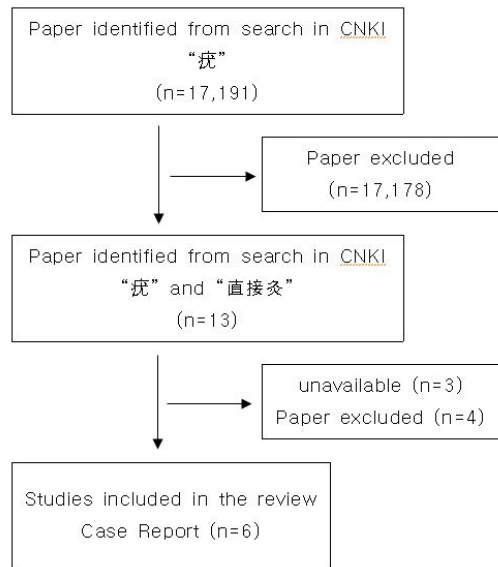 Paper identified from search in CNKI
“疣”
(n=17,191)
Paper excluded
(n=17,178)
Paper identified from search in CNKI
“疣” and “直接灸”
(n=13)
unavailable (n=3)
Paper excluded (n=4)
Studies included in the review
Case Report (n=6)